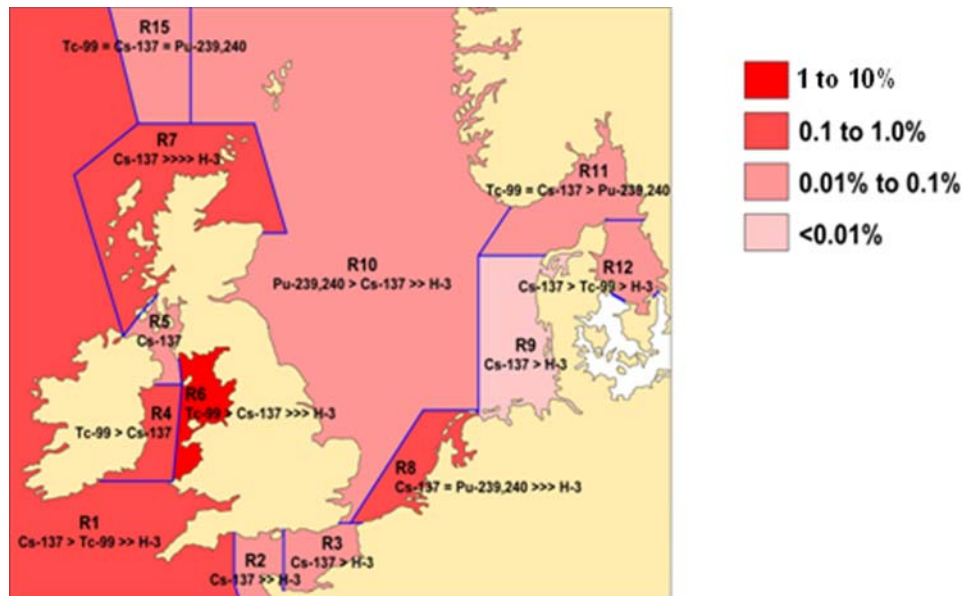 R15
Tc-99 = Cs-137 = Pu-239,240
R7
Cs-137 >>>> H-3
R11
Tc-99 = Cs-137 > Pu-239,240
R10
Pu-239,240 > Cs-137 >> H-3
R12
Cs-137 > Tc-99 > H-3
R5
Cs-137
R9
Cs-137 > H-3
R6
Tc-99 > Cs-137 >>> H-3
R4
Tc-99 > Cs-137
R8
Cs-137 = Pu-239,240 >>> H-3
R1
Cs-137 > Tc-99 >> H-3
R2
Cs-137 >> H-3
R3
Cs-137 > H-3
1 to 10%
0.1 to 1.0%
0.01% to 0.1%
<0.01%